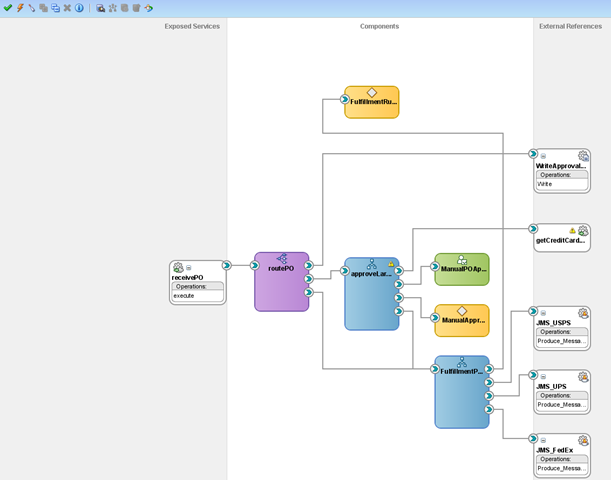 Exposed Services
Components
External References
FulfillmentRu...
WriteApproval...
Operations:
Write
getCreditCard...
receivePO
Operations:
execute
routePO
approveLar...
ManualPOAp...
ManualAppr...
JMS_USPS
Operations:
Produce_Messa...
FulfillmentP...
JMS_UPS
Operations:
Produce_Messa...
JMS_FedEx
Operations:
Produce_Messa...